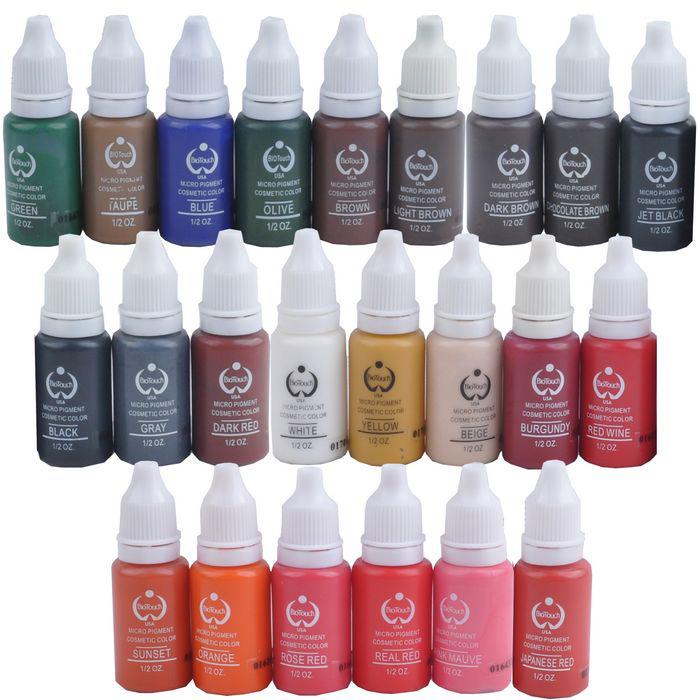 BIOTouch
USA
MICRO PIGMENT
COSMETIC COLOR
GREEN
1/2 OZ.
BIOTouch
USA
MICRO PIGMENT
COSMETIC COLOR
TAUPE
1/2 OZ.
BioTouch
USA
MICRO PIGMENT
COSMETIC COLOR
BLUE
1/2 OZ.
BIOTouch
USA
MICRO PIGMENT
COSMETIC COLOR
OLIVE
1/2 OZ.
BIOTouch
USA
MICRO PIGMENT
COSMETIC COLOR
BROWN
1/2 OZ.
BioTouch
USA
MICRO PIGMENT
COSMETIC COLOR
LIGHT BROWN
1/2 OZ.
BioTouch
USA
MICRO PIGMENT
COSMETIC COLOR
DARK BROWN
1/2 OZ.
BioTouch
USA
MICRO PIGMENT
COSMETIC COLOR
CHOCOLATE BROWN
1/2 OZ.
BioTouch
USA
MICRO PIGMENT
COSMETIC COLOR
JET BLACK
1/2 OZ.
BioTouch
USA
MICRO PIGMENT
COSMETIC COLOR
BLACK
1/2 OZ.
BioTouch
USA
MICRO PIGMENT
COSMETIC COLOR
GRAY
1/2 OZ.
BioTouch
USA
MICRO PIGMENT
COSMETIC COLOR
DARK RED
1/2 OZ.
BioTouch
USA
MICRO PIGMENT
COSMETIC COLOR
WHITE
1/2 OZ.
BioTouch
USA
MICRO PIGMENT
COSMETIC COLOR
YELLOW
1/2 OZ.
BioTouch
USA
MICRO PIGMENT
COSMETIC COLOR
BEIGE
1/2 OZ.
BioTouch
USA
MICRO PIGMENT
COSMETIC COLOR
BURGUNDY
1/2 OZ.
BioTouch
USA
MICRO PIGMENT
COSMETIC COLOR
RED WINE
1/2 OZ.
BioTouch
USA
MICRO PIGMENT
COSMETIC COLOR
SUNSET
1/2 OZ.
BioTouch
USA
MICRO PIGMENT
COSMETIC COLOR
ORANGE
1/2 OZ.
BioTouch
USA
MICRO PIGMENT
COSMETIC COLOR
ROSE RED
1/2 OZ.
BioTouch
USA
MICRO PIGMENT
COSMETIC COLOR
REAL RED
1/2 OZ.
BioTouch
USA
MICRO PIGMENT
COSMETIC COLOR
PINK MAUVE
1/2 OZ.
BioTouch
USA
MICRO PIGMENT
COSMETIC COLOR
JAPANESE RED
1/2 OZ.